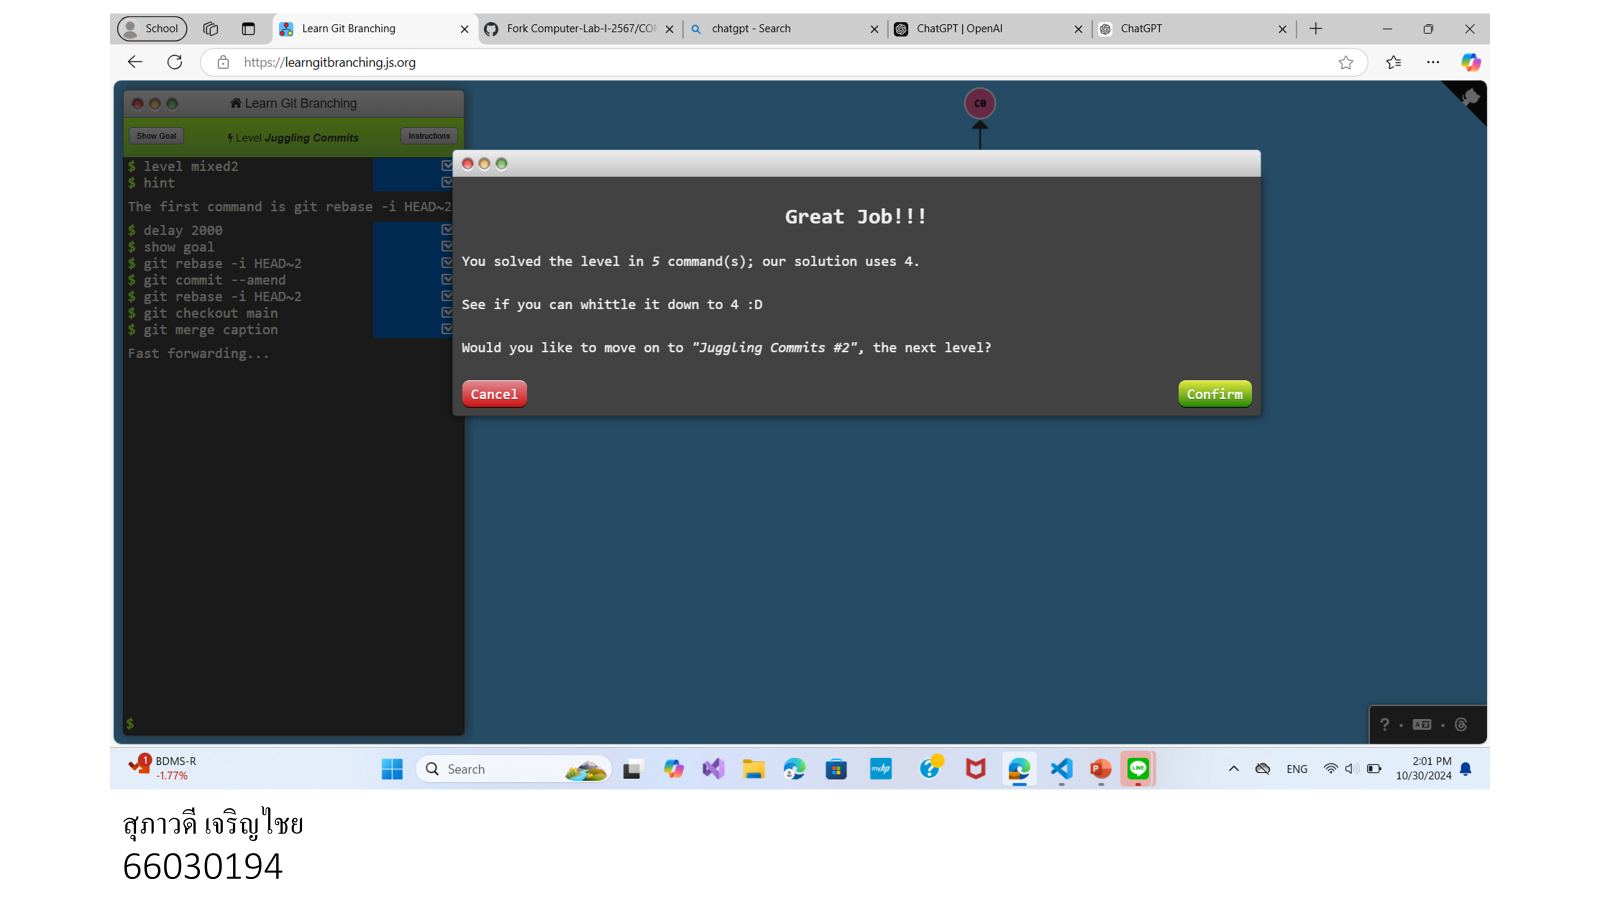 School
Learn Git Branching
Fork Computer-Lab-I-2567/CO
chatgpt - Search
ChatGPT | OpenAI
ChatGPT
https://learngitbranching.js.org
Learn Git Branching
Show Goal
Level Juggling Commits
Instructions
C0
$ level mixed2
$ hint
The first command is git rebase -i HEAD~2
$ delay 2000
$ show goal
$ git rebase -i HEAD~2
$ git commit --amend
$ git rebase -i HEAD~2
$ git checkout main
$ git merge caption
Fast forwarding...
$
Great Job!!!
You solved the level in 5 command(s); our solution uses 4.
See if you can whittle it down to 4 :D
Would you like to move on to "Juggling Commits #2", the next level?
Cancel
Confirm
?
1
BDMS-R
-1.77%
Search
myhp
LINE
ENG
2:01 PM
10/30/2024
สุภาวดี เจริญไชย
66030194